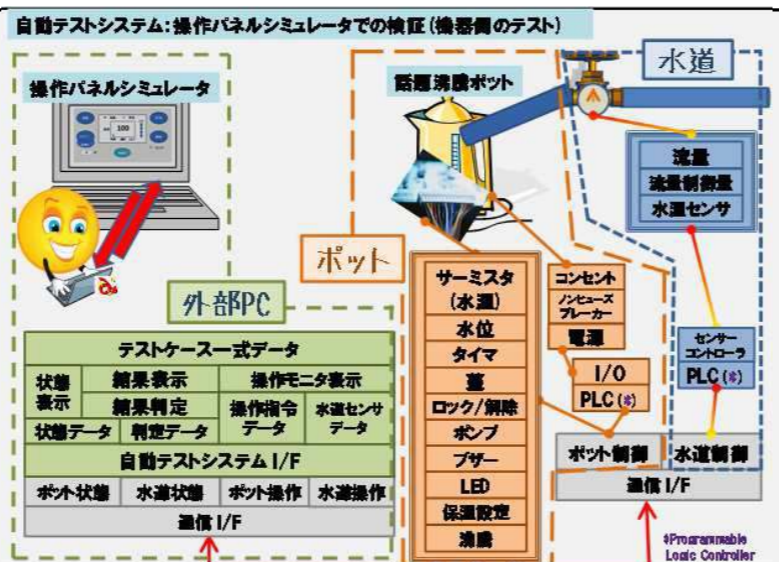 自動テストシステム:操作パネルシミュレータでの検証(機器側のテスト)
操作パネルシミュレータ
100
話題沸騰ポット
水道
流量
流量制御量
水温センサ
ポット
外部PC
サーミスタ
(水温)
水位
タイマ
蓋
ロック/解除
ポンプ
ブザー
LED
保温設定
沸騰
コンセント
ノンヒューズ
ブレーカー
電源
I/O
PLC(*)
センサー
コントローラ
PLC(*)
テストケース一式データ
状態
表示
結果表示
操作モニタ表示
結果判定
操作指令
データ
水道センサ
データ
状態データ
判定データ
自動テストシステム I/F
ポット状態
水道状態
ポット操作
水道操作
通信 I/F
ポット制御
水道制御
通信 I/F
*Programmable
Logic Controller